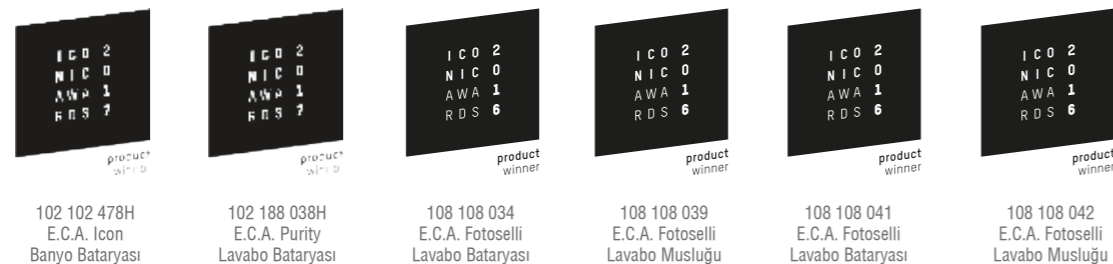 ICO 2
NIC 0
AWA 1
RDS 7
product
winner
102 102 478H
E.C.A. Icon
Banyo Bataryası
ICO 2
NIC 0
AWA 1
RDS 7
product
winner
102 188 038H
E.C.A. Purity
Lavabo Bataryası
ICO 2
NIC 0
AWA 1
RDS 6
product
winner
108 108 034
E.C.A. Fotoselli
Lavabo Bataryası
ICO 2
NIC 0
AWA 1
RDS 6
product
winner
108 108 039
E.C.A. Fotoselli
Lavabo Musluğu
ICO 2
NIC 0
AWA 1
RDS 6
product
winner
108 108 041
E.C.A. Fotoselli
Lavabo Bataryası
ICO 2
NIC 0
AWA 1
RDS 6
product
winner
108 108 042
E.C.A. Fotoselli
Lavabo Musluğu